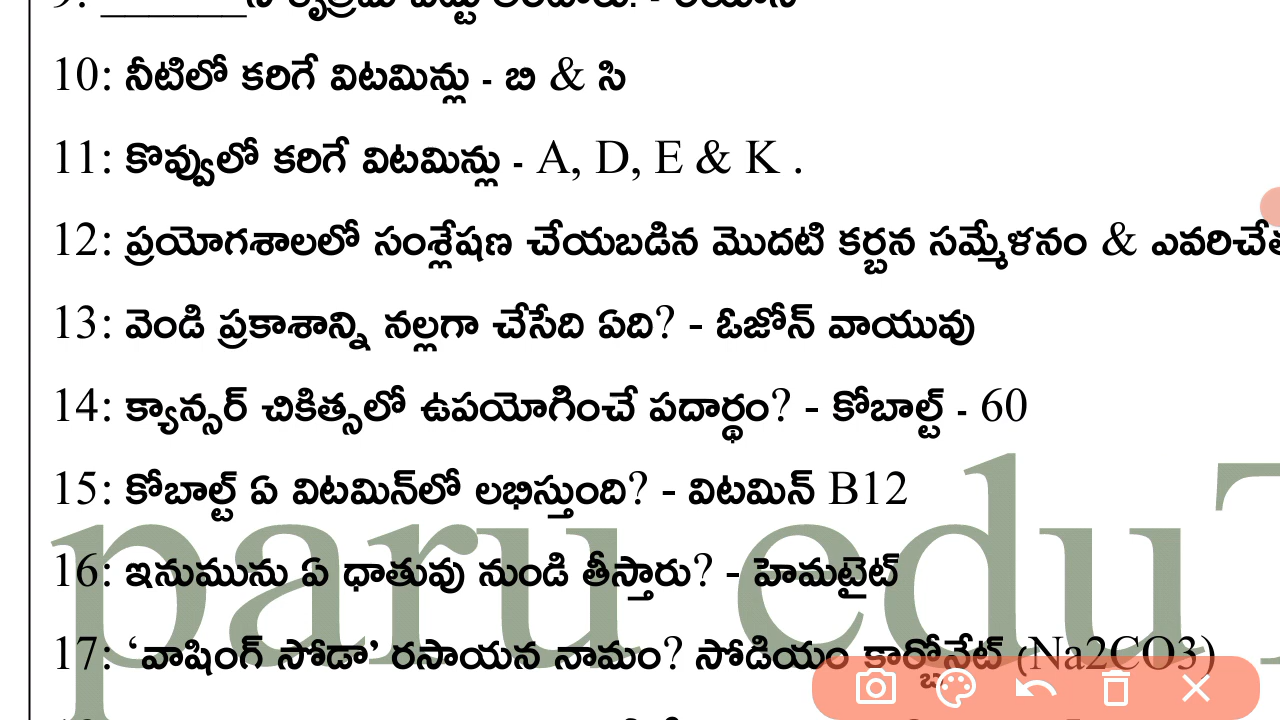 10: నీటిలో కరిగే విటమిన్లు - బి & సి
11: కొవ్వులో కరిగే విటమిన్లు - A, D, E & K .
12: ప్రయోగశాలలో సంశ్లేషణ చేయబడిన మొదటి కర్బన సమ్మేళనం & ఎవరిచేత
13: వెండి ప్రకాశాన్ని నల్లగా చేసేది ఏది? - ఓజోన్ వాయువు
14: క్యాన్సర్ చికిత్సలో ఉపయోగించే పదార్థం? - కోబాల్ట్ - 60
15: కోబాల్ట్ ఏ విటమిన్‌లో లభిస్తుంది? - విటమిన్ B12
16: ఇనుమును ఏ ధాతువు నుండి తీస్తారు? - హెమటైట్
17: ‘వాషింగ్ సోడా’ రసాయన నామం? సోడియం కార్బోనేట్ (Na2CO3)
paru edu T